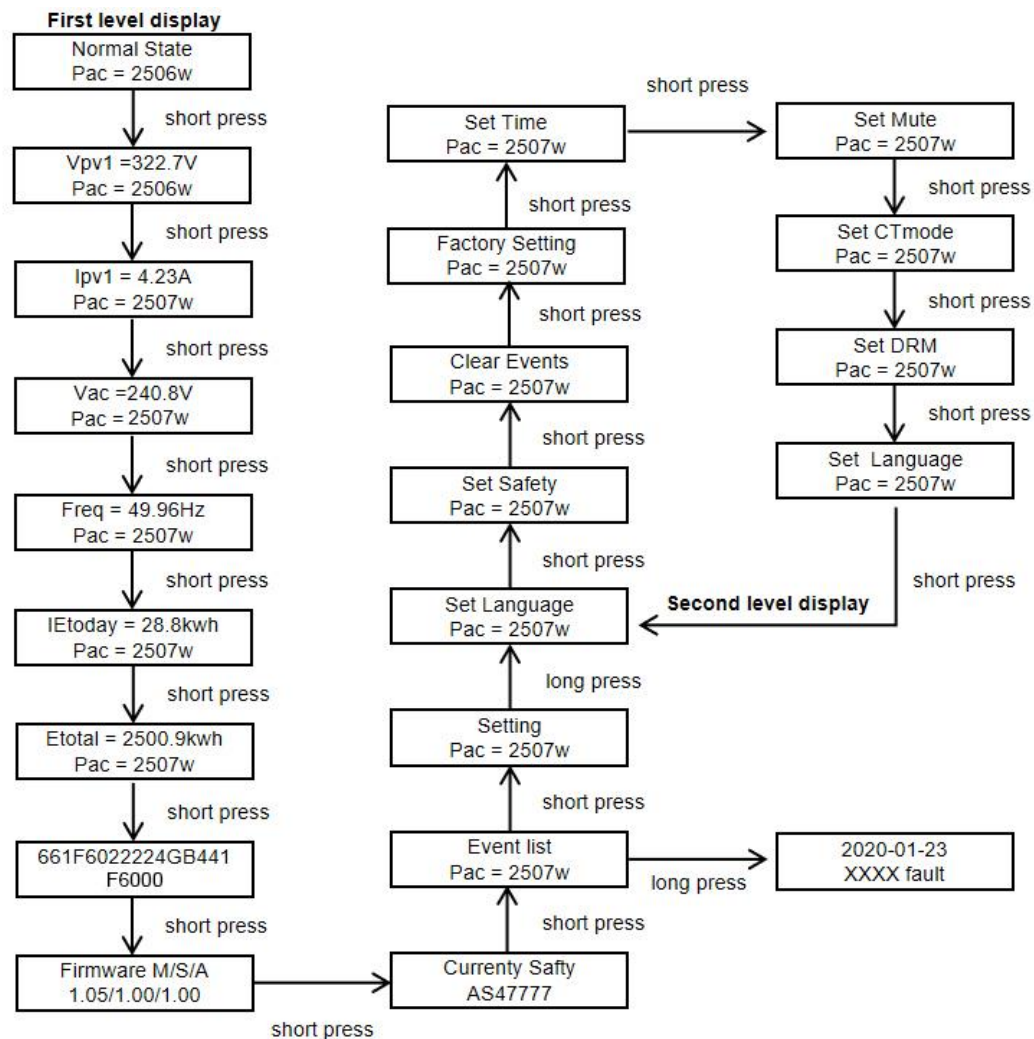 First level display
Normal State
Pac = 2506w
short press
Vpv1 =322.7V
Pac = 2506w
short press
Ipv1 = 4.23A
Pac = 2507w
short press
Vac =240.8V
Pac = 2507w
short press
Freq = 49.96Hz
Pac = 2507w
short press
IEtoday = 28.8kwh
Pac = 2507w
short press
Etotal = 2500.9kwh
Pac = 2507w
short press
661F6022224GB441
F6000
short press
Firmware M/S/A
1.05/1.00/1.00
short press
Currenty Safty
AS47777
short press
Event list
Pac = 2507w
long press
2020-01-23
XXXX fault
short press
Setting
Pac = 2507w
long press
Set Language
Pac = 2507w
Second level display
short press
Set Safety
Pac = 2507w
short press
Clear Events
Pac = 2507w
short press
Factory Setting
Pac = 2507w
short press
Set Time
Pac = 2507w
short press
Set Mute
Pac = 2507w
short press
Set CTmode
Pac = 2507w
short press
Set DRM
Pac = 2507w
short press
Set Language
Pac = 2507w
short press